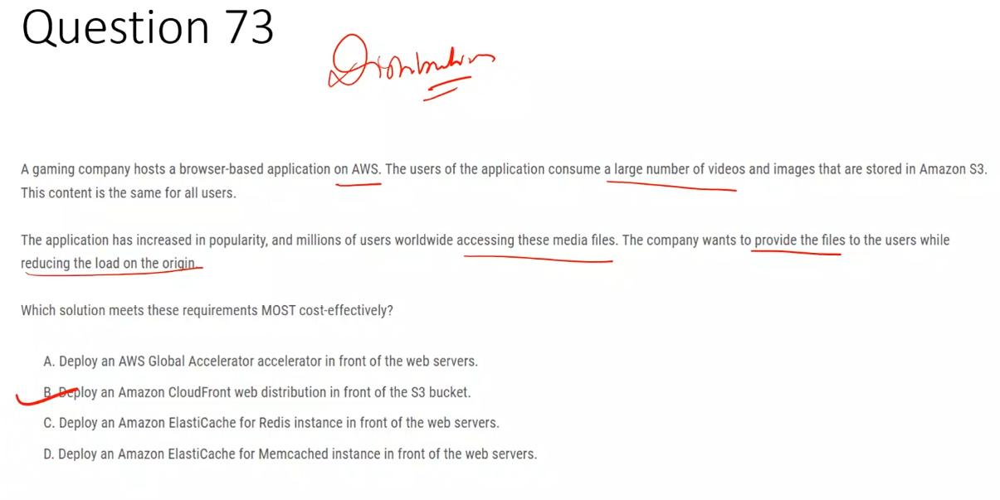 Question 73
Distribution
A gaming company hosts a browser-based application on AWS. The users of the application consume a large number of videos and images that are stored in Amazon S3.
This content is the same for all users.
The application has increased in popularity, and millions of users worldwide accessing these media files. The company wants to provide the files to the users while
reducing the load on the origin.
Which solution meets these requirements MOST cost-effectively?
A. Deploy an AWS Global Accelerator accelerator in front of the web servers.
B. Deploy an Amazon CloudFront web distribution in front of the S3 bucket.
C. Deploy an Amazon ElastiCache for Redis instance in front of the web servers.
D. Deploy an Amazon ElastiCache for Memcached instance in front of the web servers.